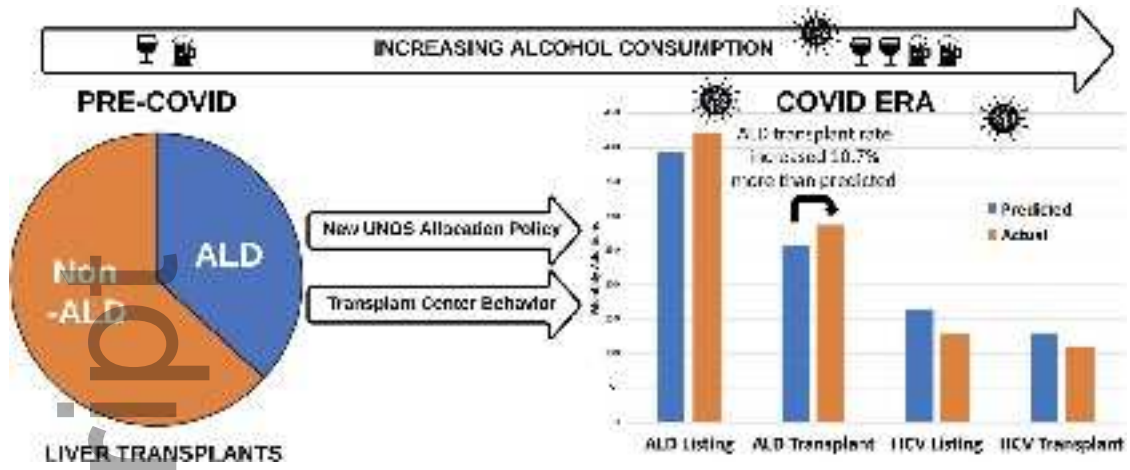 INCREASING ALCOHOL CONSUMPTION
PRE-COVID
COVID ERA
ALD transplant rate
increased 10.7%
more than predicted
ALD
Non
-ALD
New UNOS Allocation Policy
Transplant Center Behavior
Predicted
Actual
ALD Listing
ALD Transplant
HCV Listing
HCV Transplant
LIVER TRANSPLANTS
ript